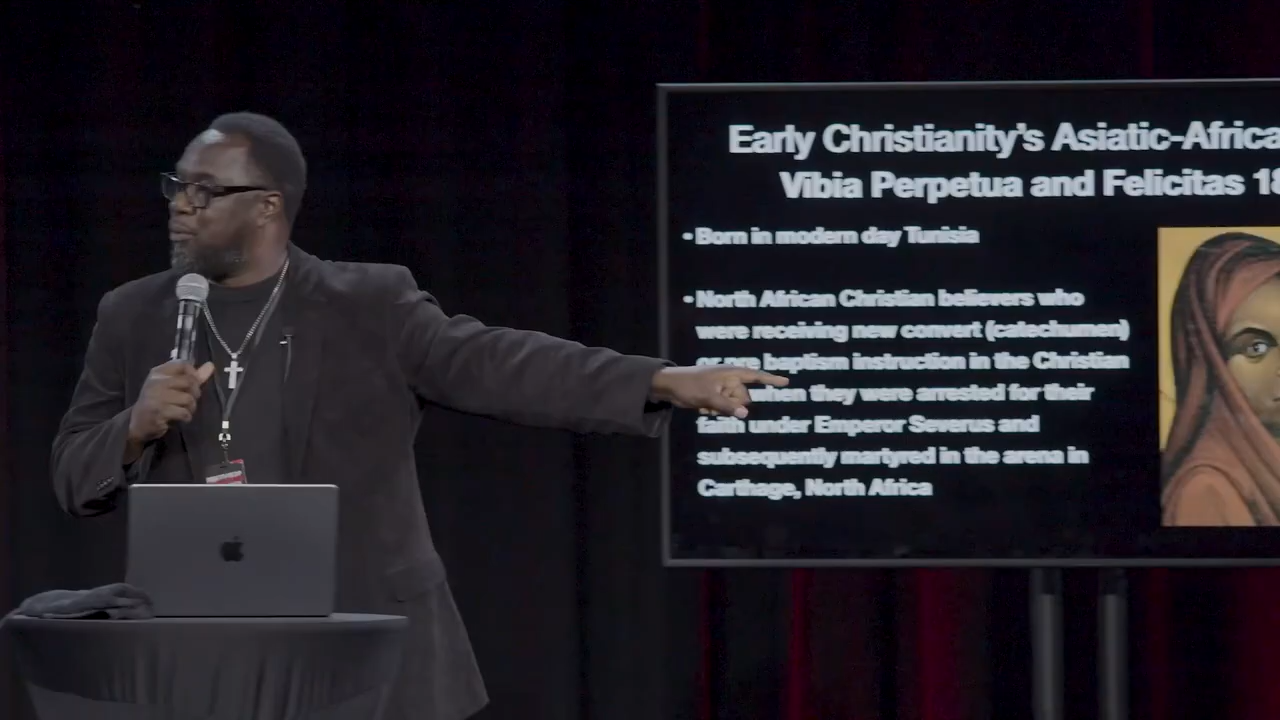 Early Christianity's Asiatic-Africa
Vibia Perpetua and Felicitas 18
• Born in modern day Tunisia
• North African Christian believers who
were receiving new convert (catechumen)
or pre baptism instruction in the Christian
when they were arrested for their
faith under Emperor Severus and
subsequently martyred in the arena in
Carthage, North Africa